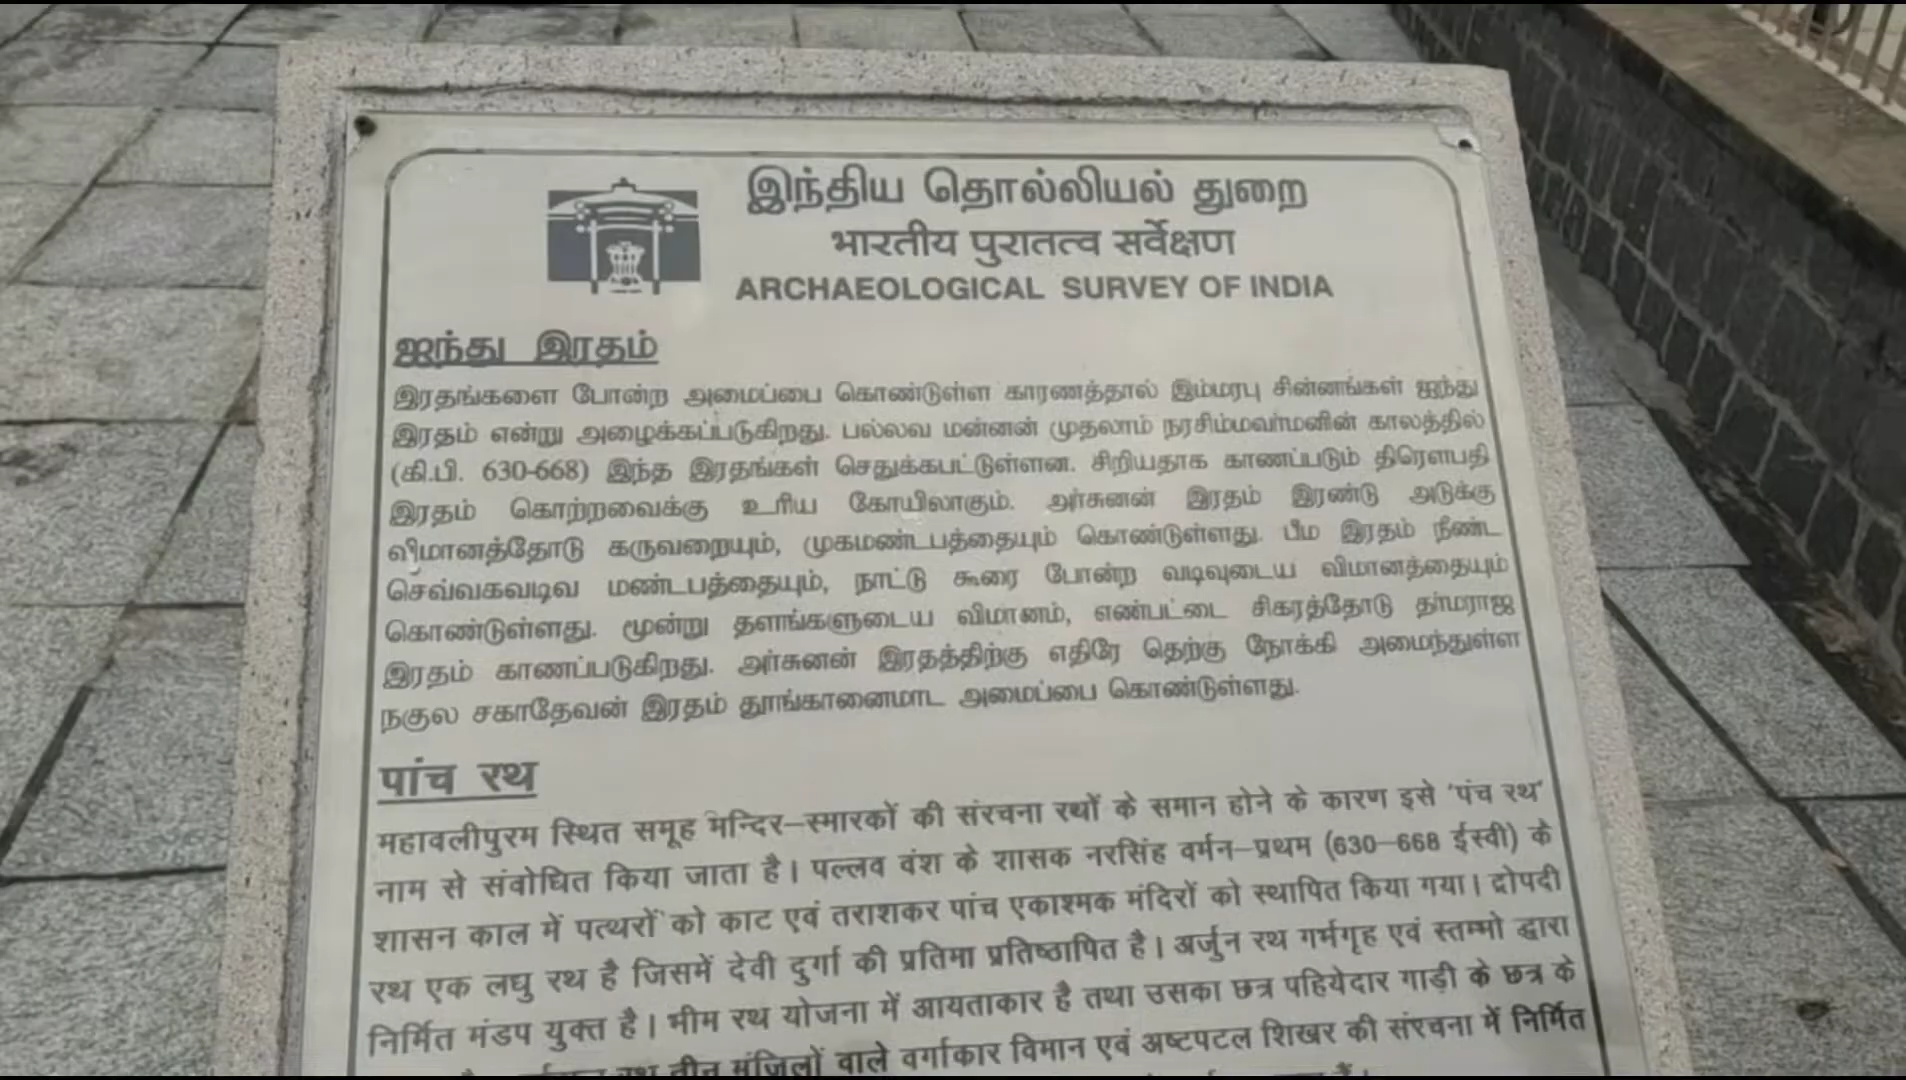 இந்திய தொல்லியல் துறை
भारतीय पुरातत्व सर्वेक्षण
ARCHAEOLOGICAL SURVEY OF INDIA
ஐந்து இரதம்
இரதங்களை போன்ற அமைப்பை கொண்டுள்ள காரணத்தால் இம்மரபு சின்னங்கள் ஐந்து
இரதம் என்று அழைக்கப்படுகிறது. பல்லவ மன்னன் முதலாம் நரசிம்மவர்மனின் காலத்தில்
(கி.பி. 630-668) இந்த இரதங்கள் செதுக்கபட்டுள்ளன. சிறியதாக காணப்படும் திரௌபதி
இரதம் கொற்றவைக்கு உரிய கோயிலாகும். அர்சுனன் இரதம் இரண்டு அடுக்கு
விமானத்தோடு கருவறையும், முகமண்டபத்தையும் கொண்டுள்ளது. பீம இரதம் நீண்ட
செவ்வகவடிவ மண்டபத்தையும், நாட்டு கூரை போன்ற வடிவுடைய விமானத்தையும்
கொண்டுள்ளது. மூன்று தளங்களுடைய விமானம், எண்பட்டை சிகரத்தோடு தர்மராஜ
இரதம் காணப்படுகிறது. அர்சுனன் இரதத்திற்கு எதிரே தெற்கு நோக்கி அமைந்துள்ள
நகுல சகாதேவன் இரதம் தூங்கானைமாட அமைப்பை கொண்டுள்ளது.
पांच रथ
महावलीपुरम स्थित समूह मन्दिर–स्मारकों की संरचना रथों के समान होने के कारण इसे 'पंच रथ'
नाम से संवोधित किया जाता है। पल्लव वंश के शासक नरसिंह वर्मन–प्रथम (630–668 ईस्वी) के
शासन काल में पत्थरों को काट एवं तराशकर पांच एकाश्मक मंदिरों को स्थापित किया गया। द्रोपदी
रथ एक लघु रथ है जिसमें देवी दुर्गा की प्रतिमा प्रतिष्ठापित है। अर्जुन रथ गर्भगृह एवं स्तम्भो द्वारा
निर्मित मंडप युक्त है। भीम रथ योजना में आयताकार है तथा उसका छत्र पहियेदार गाड़ी के छत्र के
रथ तीन मंजिलों वाले वर्गाकार विमान एवं अष्टपटल शिखर की संरचना में निर्मित